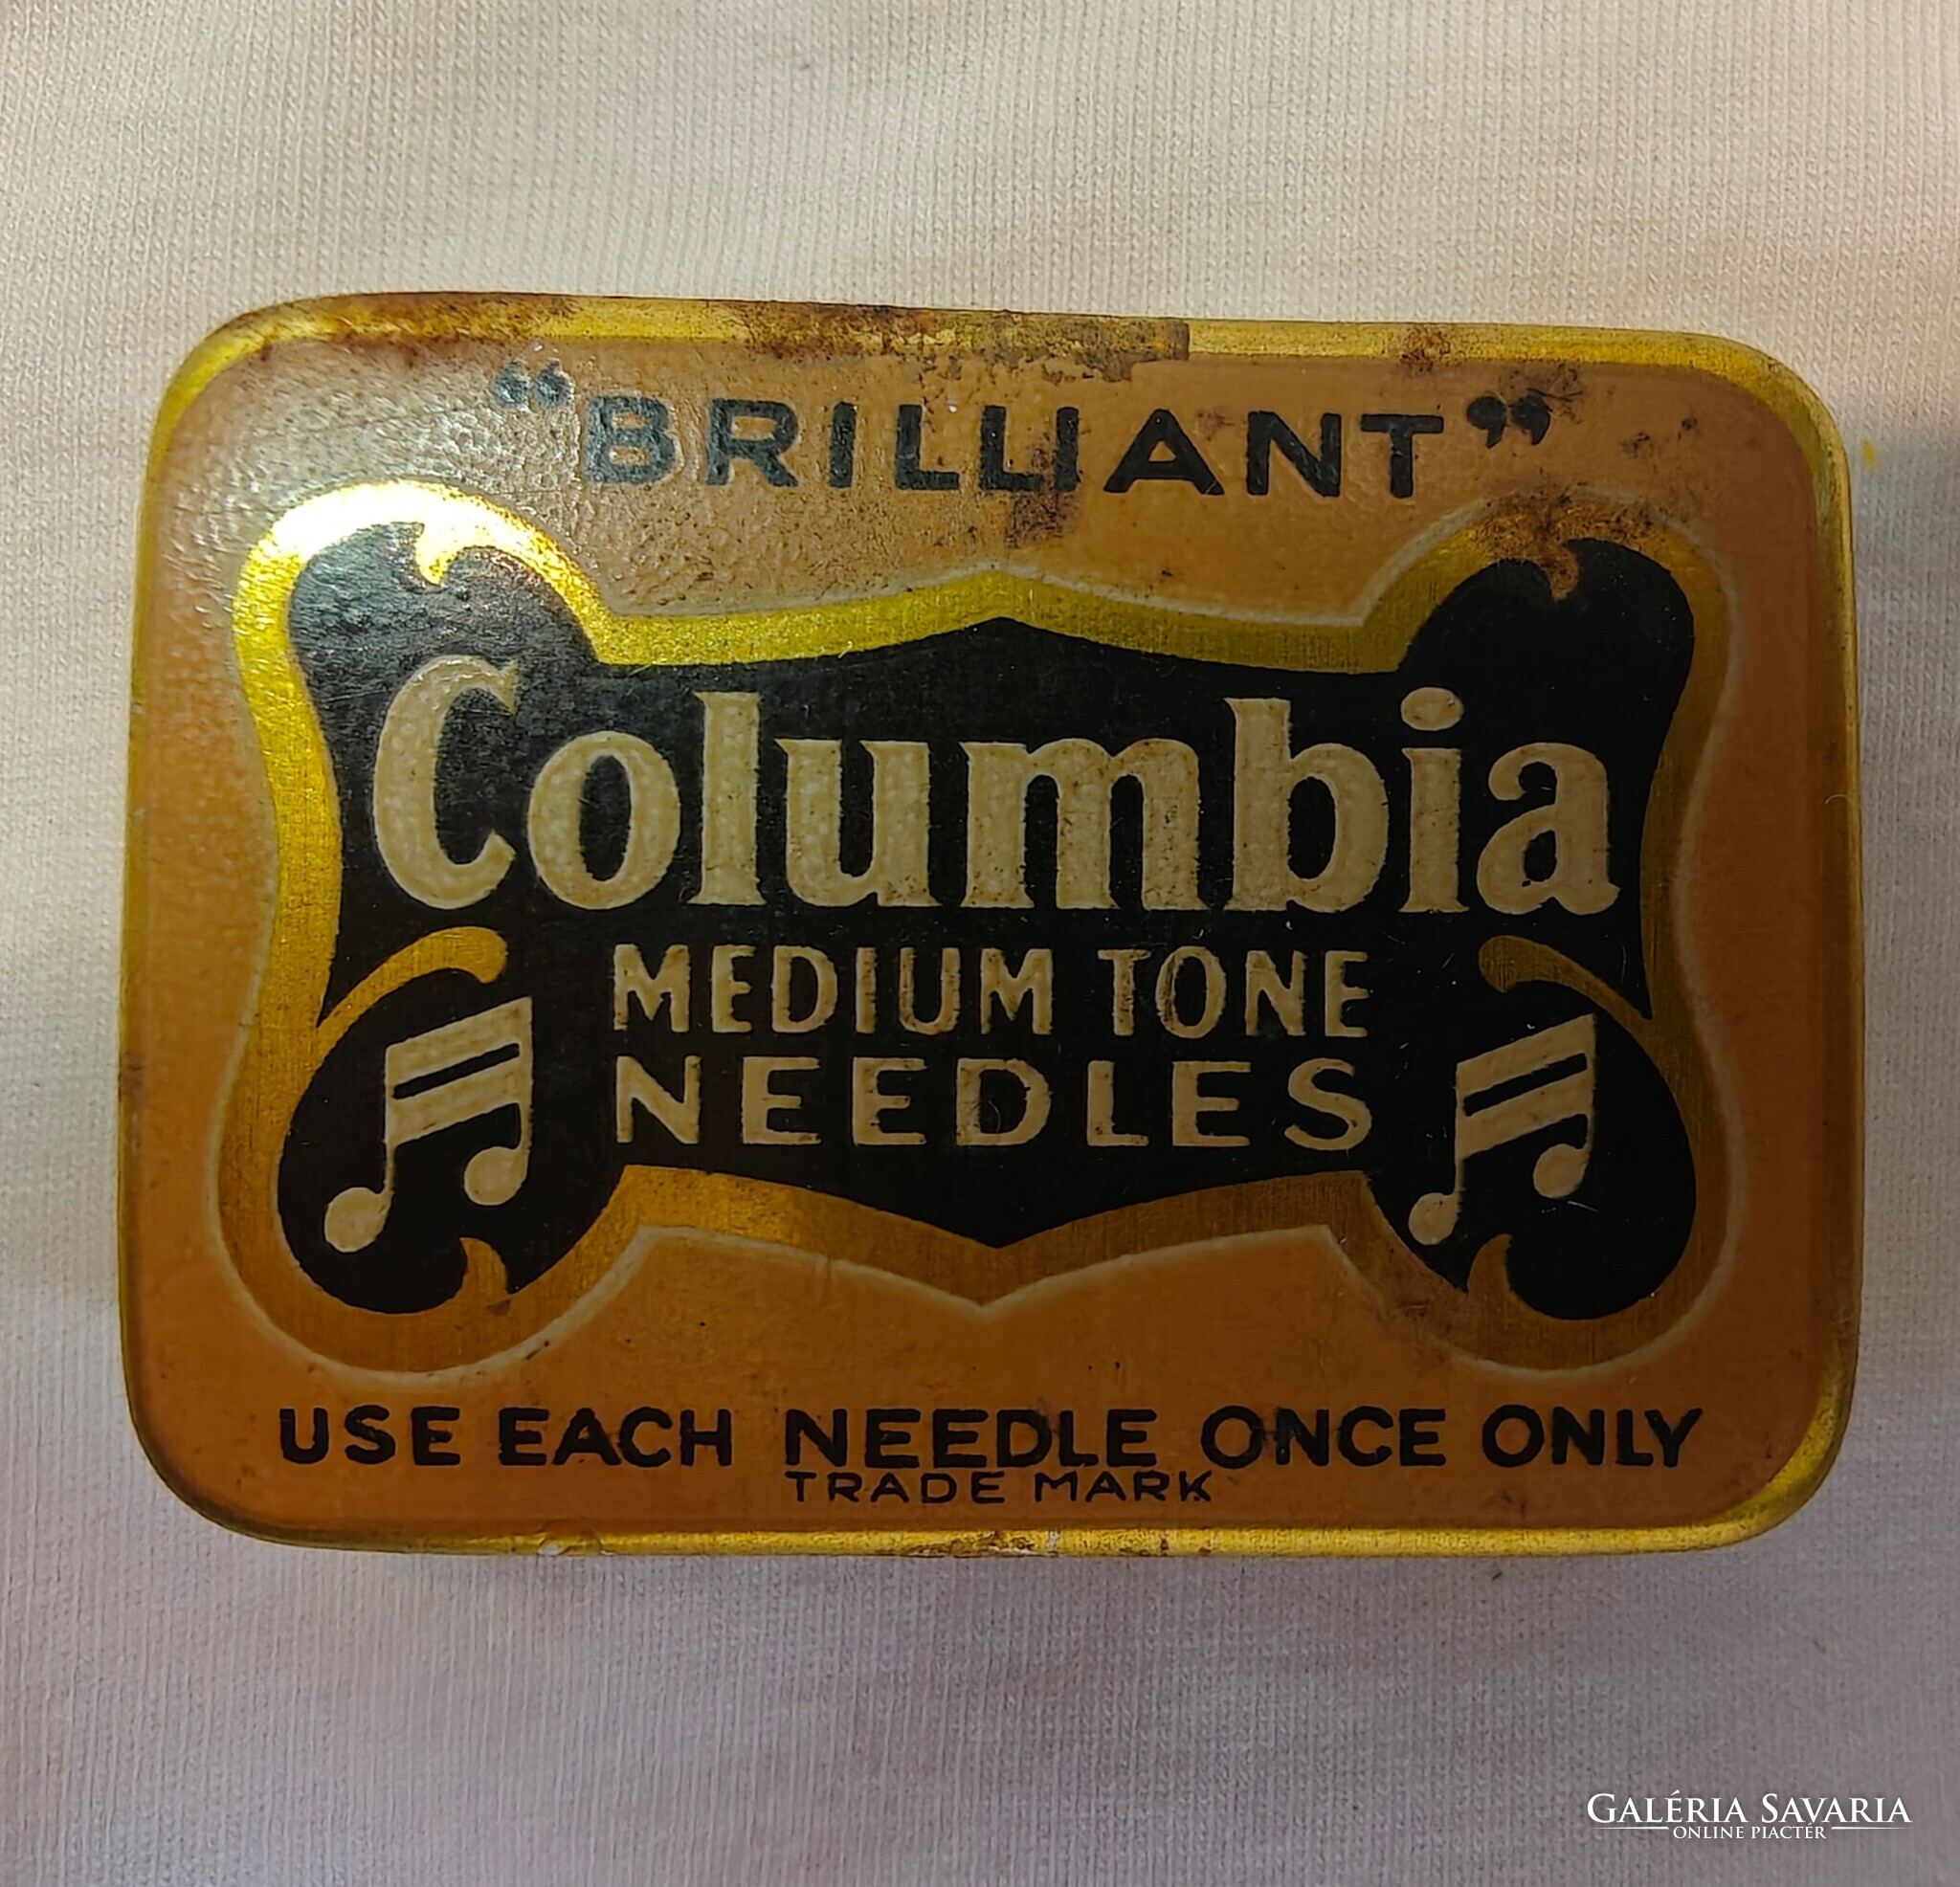 “BRILLIANT”
Columbia
MEDIUM TONE
NEEDLES
USE EACH NEEDLE ONCE ONLY
TRADE MARK
GALÉRIA SAVARIA
ONLINE PIACTÉR